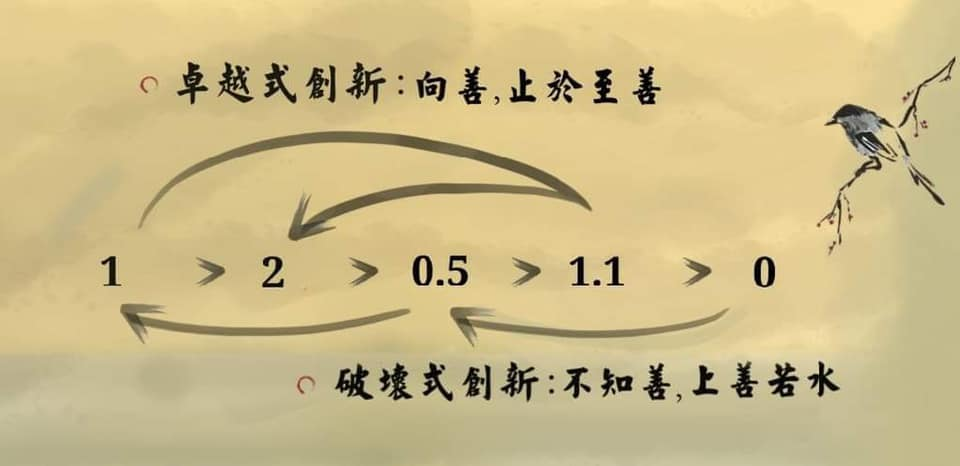 卓越式創新:向善,止於至善
1 > 2 > 0.5 > 1.1 > 0
破壞式創新:不知善,上善若水